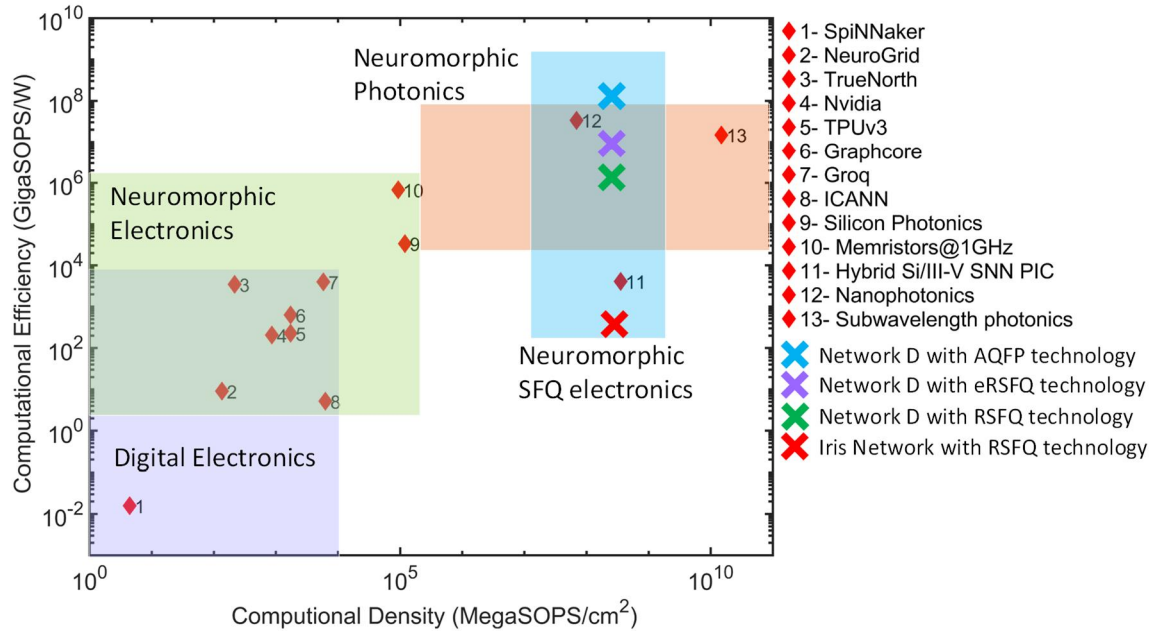 10^10
10^8
10^6
10^4
10^2
10^0
10^-2
Computational Efficiency (GigaSOPS/W)
Neuromorphic
Photonics
Neuromorphic
Electronics
Digital Electronics
Neuromorphic
SFQ electronics
1
2
3
4
5
6
7
8
9
10
11
12
13
10^0
10^5
10^10
Computional Density (MegaSOPS/cm^2)
1- SpiNNaker
2- NeuroGrid
3- TrueNorth
4- Nvidia
5- TPUv3
6- Graphcore
7- Groq
8- ICANN
9- Silicon Photonics
10- Memristors@1GHz
11- Hybrid Si/III-V SNN PIC
12- Nanophotonics
13- Subwavelength photonics
Network D with AQFP technology
Network D with eRSFQ technology
Network D with RSFQ technology
Iris Network with RSFQ technology